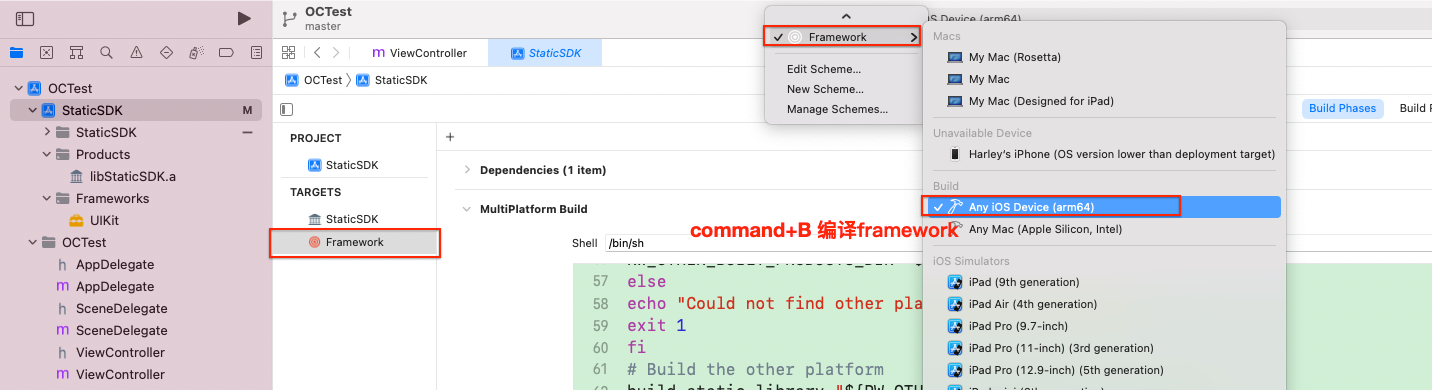 OCTest
master
iOS Device (arm64)
Framework
Edit Scheme...
New Scheme...
Manage Schemes...
Macs
My Mac (Rosetta)
My Mac
My Mac (Designed for iPad)
Unavailable Device
Harley's iPhone (OS version lower than deployment target)
Build
Any iOS Device (arm64)
Any Mac (Apple Silicon, Intel)
iOS Simulators
iPad (9th generation)
iPad Air (4th generation)
iPad Pro (9.7-inch)
iPad Pro (11-inch) (3rd generation)
iPad Pro (12.9-inch) (5th generation)
m ViewController
StaticSDK
OCTest 〉 StaticSDK
Build Phases
OCTest
StaticSDK M
StaticSDK
Products
libStaticSDK.a
Frameworks
UIKit
OCTest
h AppDelegate
m AppDelegate
h SceneDelegate
m SceneDelegate
h ViewController
m ViewController
PROJECT
StaticSDK
TARGETS
StaticSDK
Framework
Dependencies (1 item)
MultiPlatform Build
command+B 编译framework
Shell /bin/sh
57 else
58 echo "Could not find other pla
59 exit 1
60 fi
61 # Build the other platform